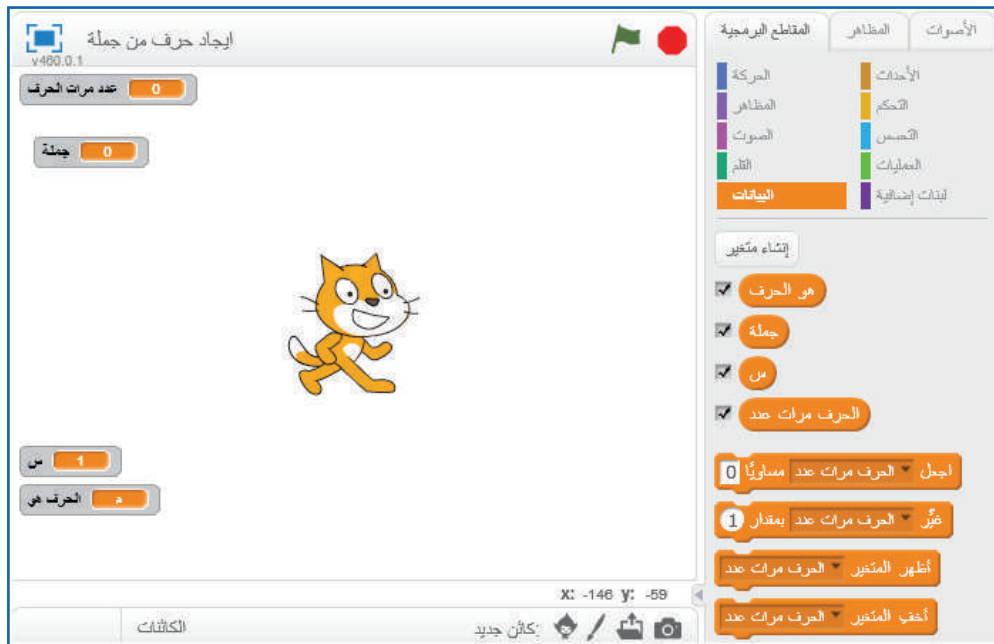 ايجاد حرف من جملة
v460.0.1
عدد مرات الحرف 0
جملة 0
س 1
الحرف هي م
x: -146 y: -59
الكائنات
كائن جديد:
المقاطع البرمجية
المظاهر
الأصوات
الحركة
الأحداث
المظاهر
التحكم
الصوت
التحسس
القلم
العمليات
البيانات
لبنات إضافية
إنشاء متغير
هو الحرف
جملة
س
الحرف مرات عدد
اجعل الحرف مرات عدد مساويًا 0
غيِّر الحرف مرات عدد بمقدار 1
أظهر المتغير الحرف مرات عدد
أخفِ المتغير الحرف مرات عدد